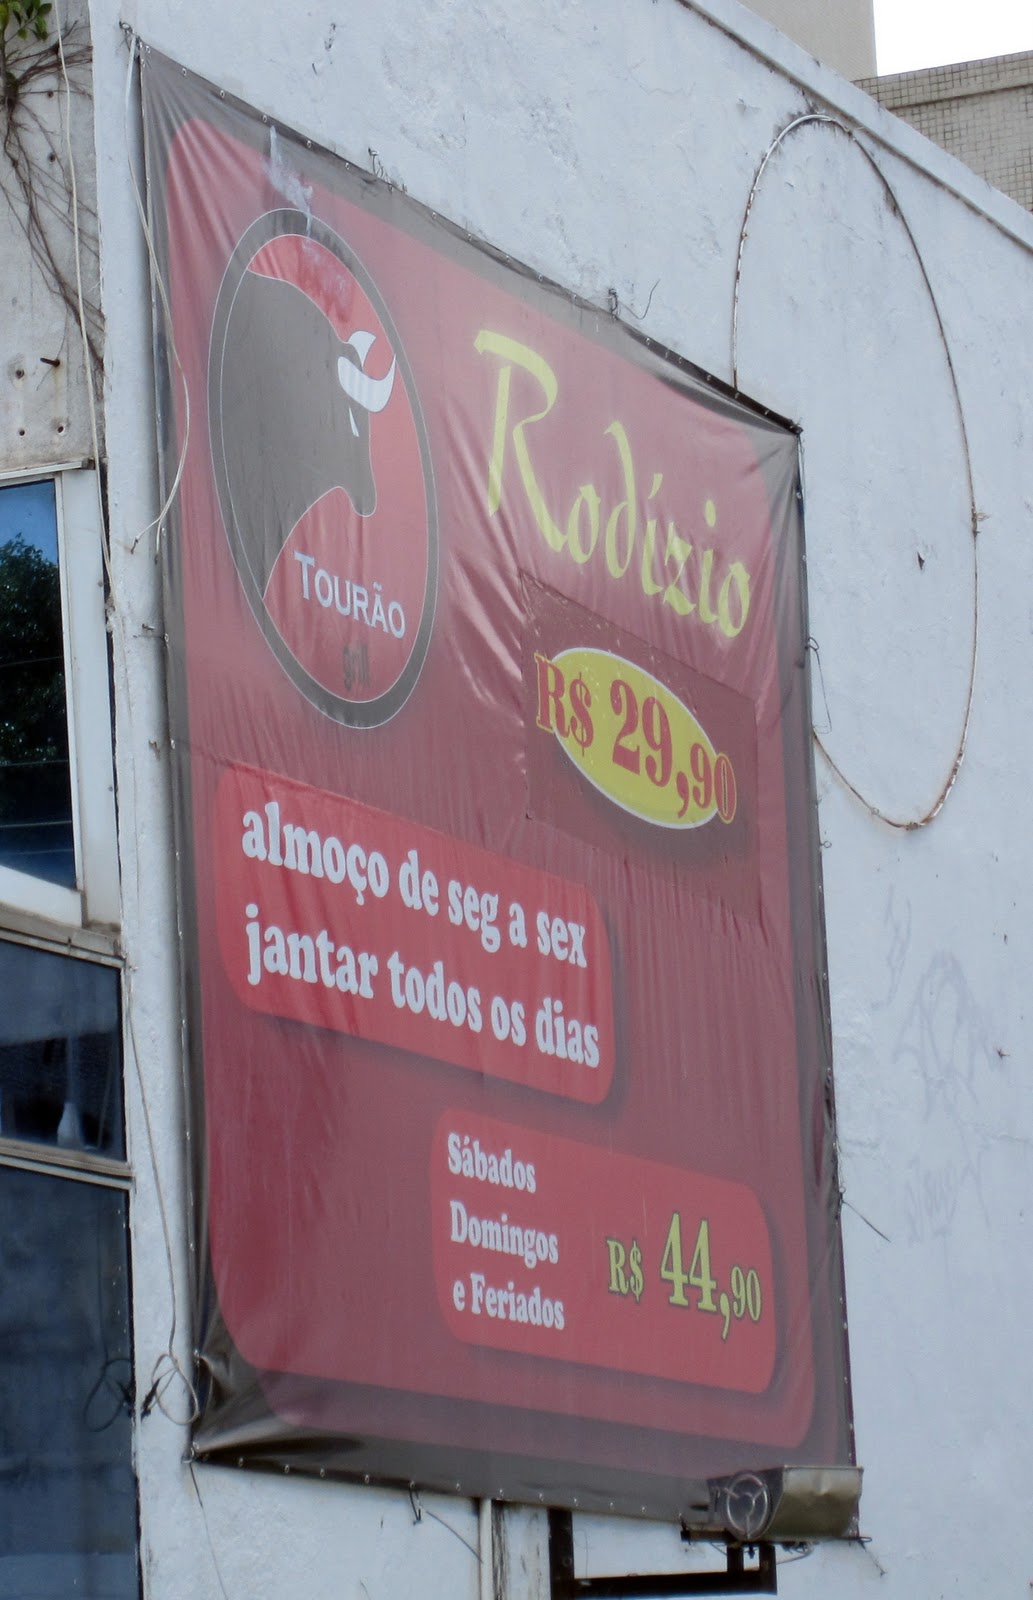 Rodízio
TOURÃO
grill
R$ 29,90
almoço de seg a sex
jantar todos os dias
Sábados
Domingos
e Feriados
R$ 44,90